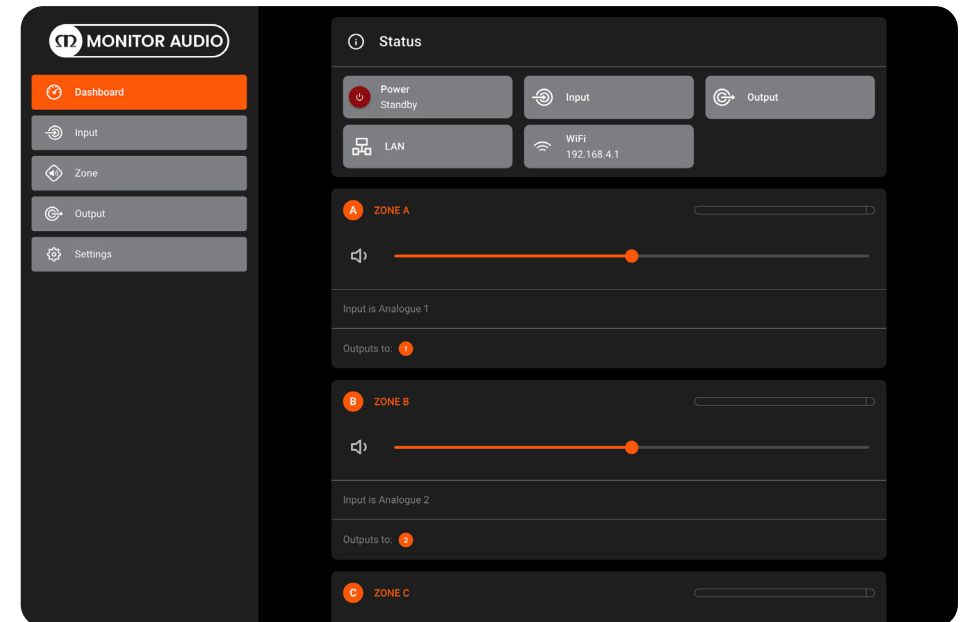 MONITOR AUDIO
Dashboard
Input
Zone
Output
Settings
Status
Power
Standby
Input
Output
LAN
WiFi
192.168.4.1
A ZONE A
Input is Analogue 1
Outputs to: 1
B ZONE B
Input is Analogue 2
Outputs to: 2
C ZONE C